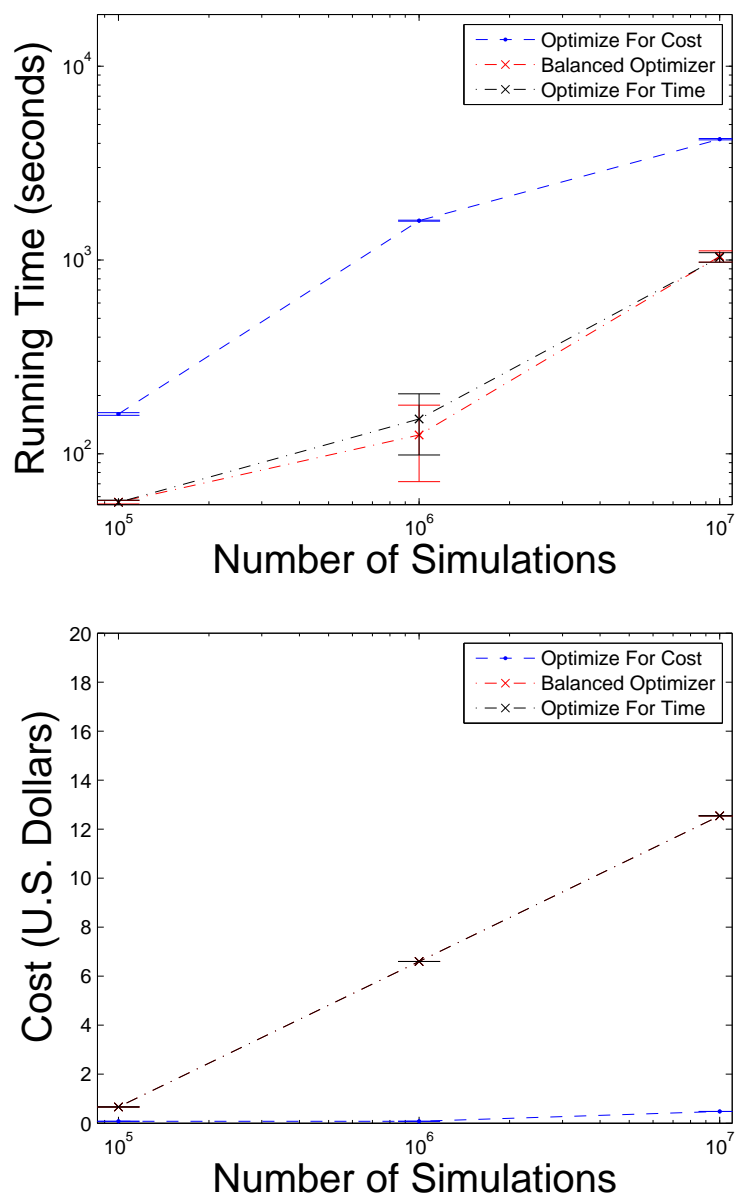 Running Time (seconds)
10^4
10^3
10^2
Optimize For Cost
Balanced Optimizer
Optimize For Time
10^5
10^6
10^7
Number of Simulations
Cost (U.S. Dollars)
20
18
16
14
12
10
8
6
4
2
0
Optimize For Cost
Balanced Optimizer
Optimize For Time
10^5
10^6
10^7
Number of Simulations